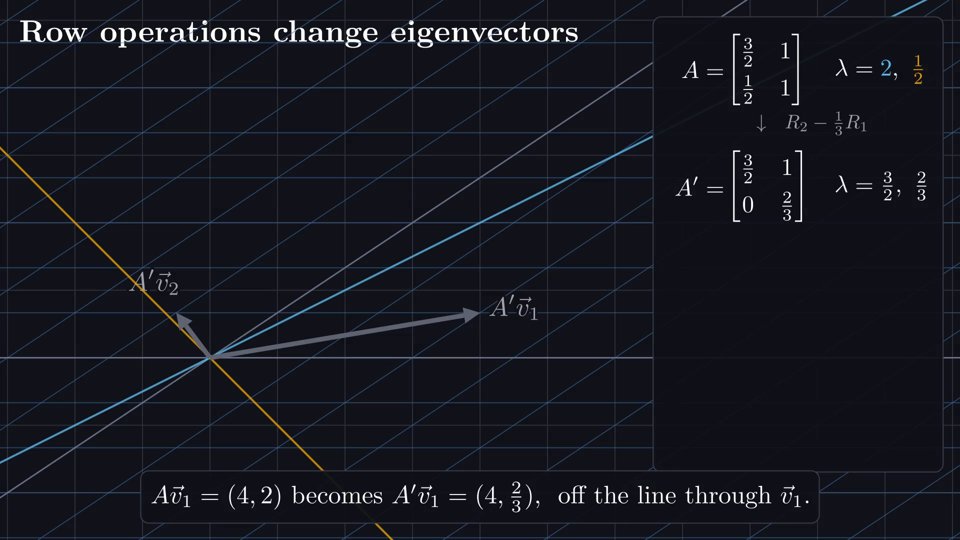 Row operations change eigenvectors
A = [3/2 1; 1/2 1] λ = 2, 1/2
↓ R₂ − 1/3 R₁
A′ = [3/2 1; 0 2/3] λ = 3/2, 2/3
A′v⃗₂
A′v⃗₁
Av⃗₁ = (4, 2) becomes A′v⃗₁ = (4, 2/3), off the line through v⃗₁.